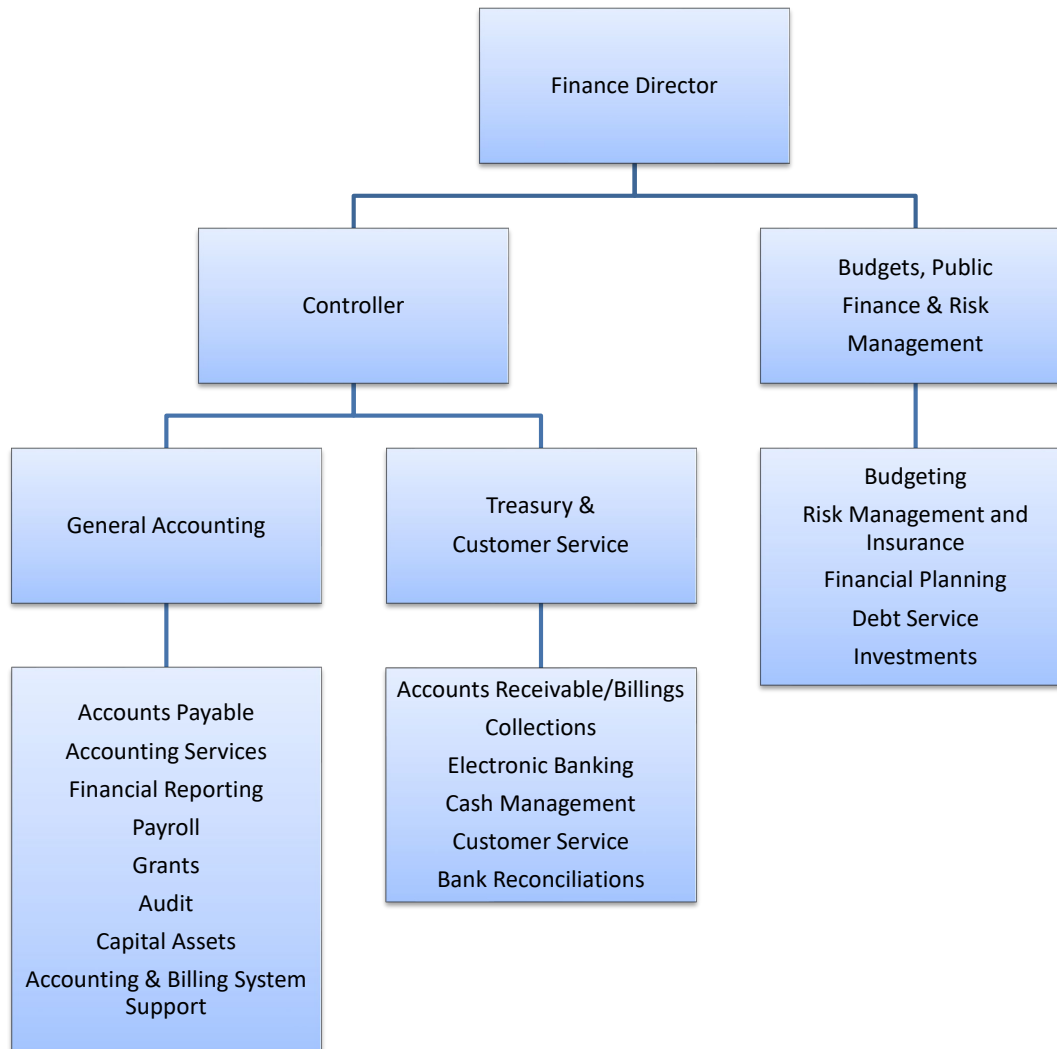 Finance Director
Controller
Budgets, Public
Finance & Risk
Management
General Accounting
Treasury &
Customer Service
Budgeting
Risk Management and
Insurance
Financial Planning
Debt Service
Investments
Accounts Payable
Accounting Services
Financial Reporting
Payroll
Grants
Audit
Capital Assets
Accounting & Billing System
Support
Accounts Receivable/Billings
Collections
Electronic Banking
Cash Management
Customer Service
Bank Reconciliations